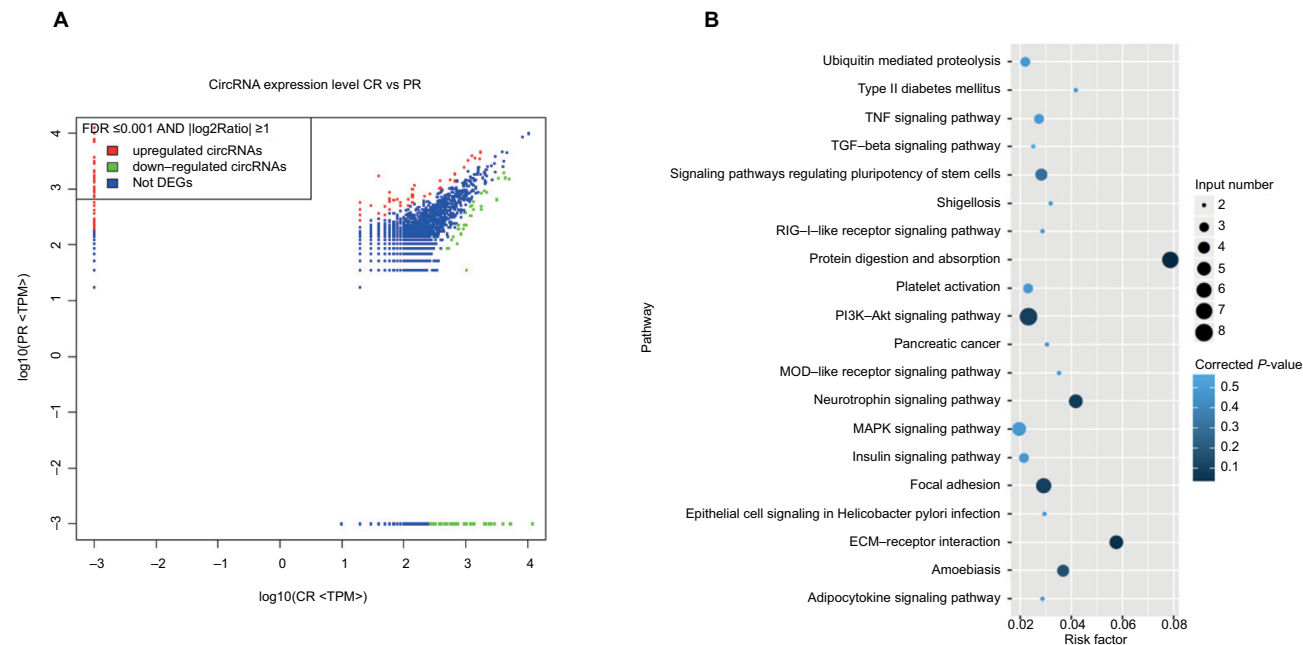 A
CircRNA expression level CR vs PR
FDR ≤0.001 AND |log2Ratio| ≥1
upregulated circRNAs
down–regulated circRNAs
Not DEGs
log10(PR <TPM>)
4
3
2
1
0
–1
–2
–3
–3
–2
–1
0
1
2
3
4
log10(CR <TPM>)
B
Pathway
Ubiquitin mediated proteolysis
Type II diabetes mellitus
TNF signaling pathway
TGF–beta signaling pathway
Signaling pathways regulating pluripotency of stem cells
Shigellosis
RIG–I–like receptor signaling pathway
Protein digestion and absorption
Platelet activation
PI3K–Akt signaling pathway
Pancreatic cancer
MOD–like receptor signaling pathway
Neurotrophin signaling pathway
MAPK signaling pathway
Insulin signaling pathway
Focal adhesion
Epithelial cell signaling in Helicobacter pylori infection
ECM–receptor interaction
Amoebiasis
Adipocytokine signaling pathway
0.02
0.04
0.06
0.08
Risk factor
Input number
2
3
4
5
6
7
8
Corrected P-value
0.5
0.4
0.3
0.2
0.1